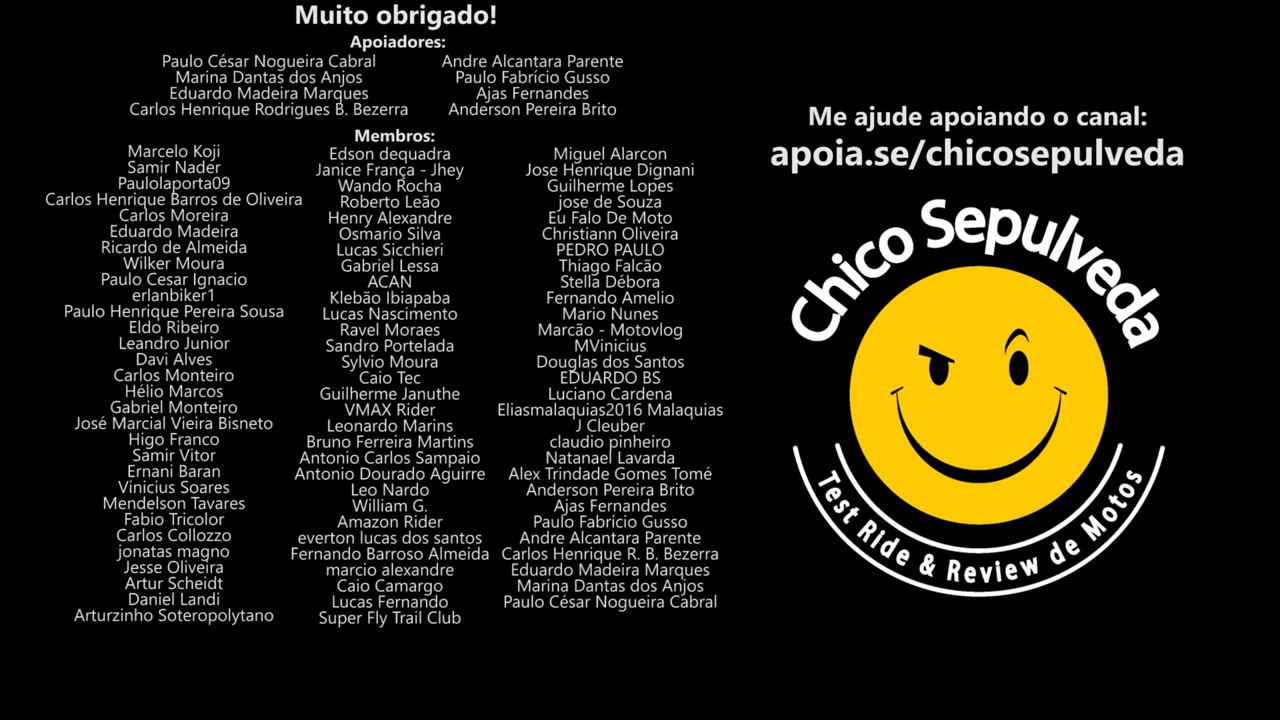 Muito obrigado!
Apoiadores:
Paulo César Nogueira Cabral
Marina Dantas dos Anjos
Eduardo Madeira Marques
Carlos Henrique Rodrigues B. Bezerra
Andre Alcantara Parente
Paulo Fabrício Gusso
Ajas Fernandes
Anderson Pereira Brito
Membros:
Marcelo Koji
Samir Nader
Paulolaporta09
Carlos Henrique Barros de Oliveira
Carlos Moreira
Eduardo Madeira
Ricardo de Almeida
Wilker Moura
Paulo Cesar Ignacio
erlanbiker1
Paulo Henrique Pereira Sousa
Eldo Ribeiro
Leandro Junior
Davi Alves
Carlos Monteiro
Hélio Marcos
Gabriel Monteiro
José Marcial Vieira Bisneto
Higo Franco
Samir Vitor
Ernani Baran
Vinicius Soares
Mendelson Tavares
Fabio Tricolor
Carlos Collozzo
jonatas magno
Jesse Oliveira
Artur Scheidt
Daniel Landi
Arturzinho Soteropolytano
Edson dequadra
Janice França - Jhey
Wando Rocha
Roberto Leão
Henry Alexandre
Osmario Silva
Lucas Sicchieri
Gabriel Lessa
ACAN
Klebão Ibiapaba
Lucas Nascimento
Ravel Moraes
Sandro Portelada
Sylvio Moura
Caio Tec
Guilherme Januthe
VMAX Rider
Leonardo Marins
Bruno Ferreira Martins
Antonio Carlos Sampaio
Antonio Dourado Aguirre
Leo Nardo
William G.
Amazon Rider
everton lucas dos santos
Fernando Barroso Almeida
marcio alexandre
Caio Camargo
Lucas Fernando
Super Fly Trail Club
Miguel Alarcon
Jose Henrique Dignani
Guilherme Lopes
jose de Souza
Eu Falo De Moto
Christiann Oliveira
PEDRO PAULO
Thiago Falcão
Stella Débora
Fernando Amelio
Mario Nunes
Marcão - Motovlog
MVinicius
Douglas dos Santos
EDUARDO BS
Luciano Cardena
Eliasmalaquias2016 Malaquias
J Cleuber
claudio pinheiro
Natanael Lavarda
Alex Trindade Gomes Tomé
Anderson Pereira Brito
Ajas Fernandes
Paulo Fabrício Gusso
Andre Alcantara Parente
Carlos Henrique R. B. Bezerra
Eduardo Madeira Marques
Marina Dantas dos Anjos
Paulo César Nogueira Cabral
Me ajude apoiando o canal:
apoia.se/chicosepulveda
Chico Sepulveda
Test Ride & Review de Motos